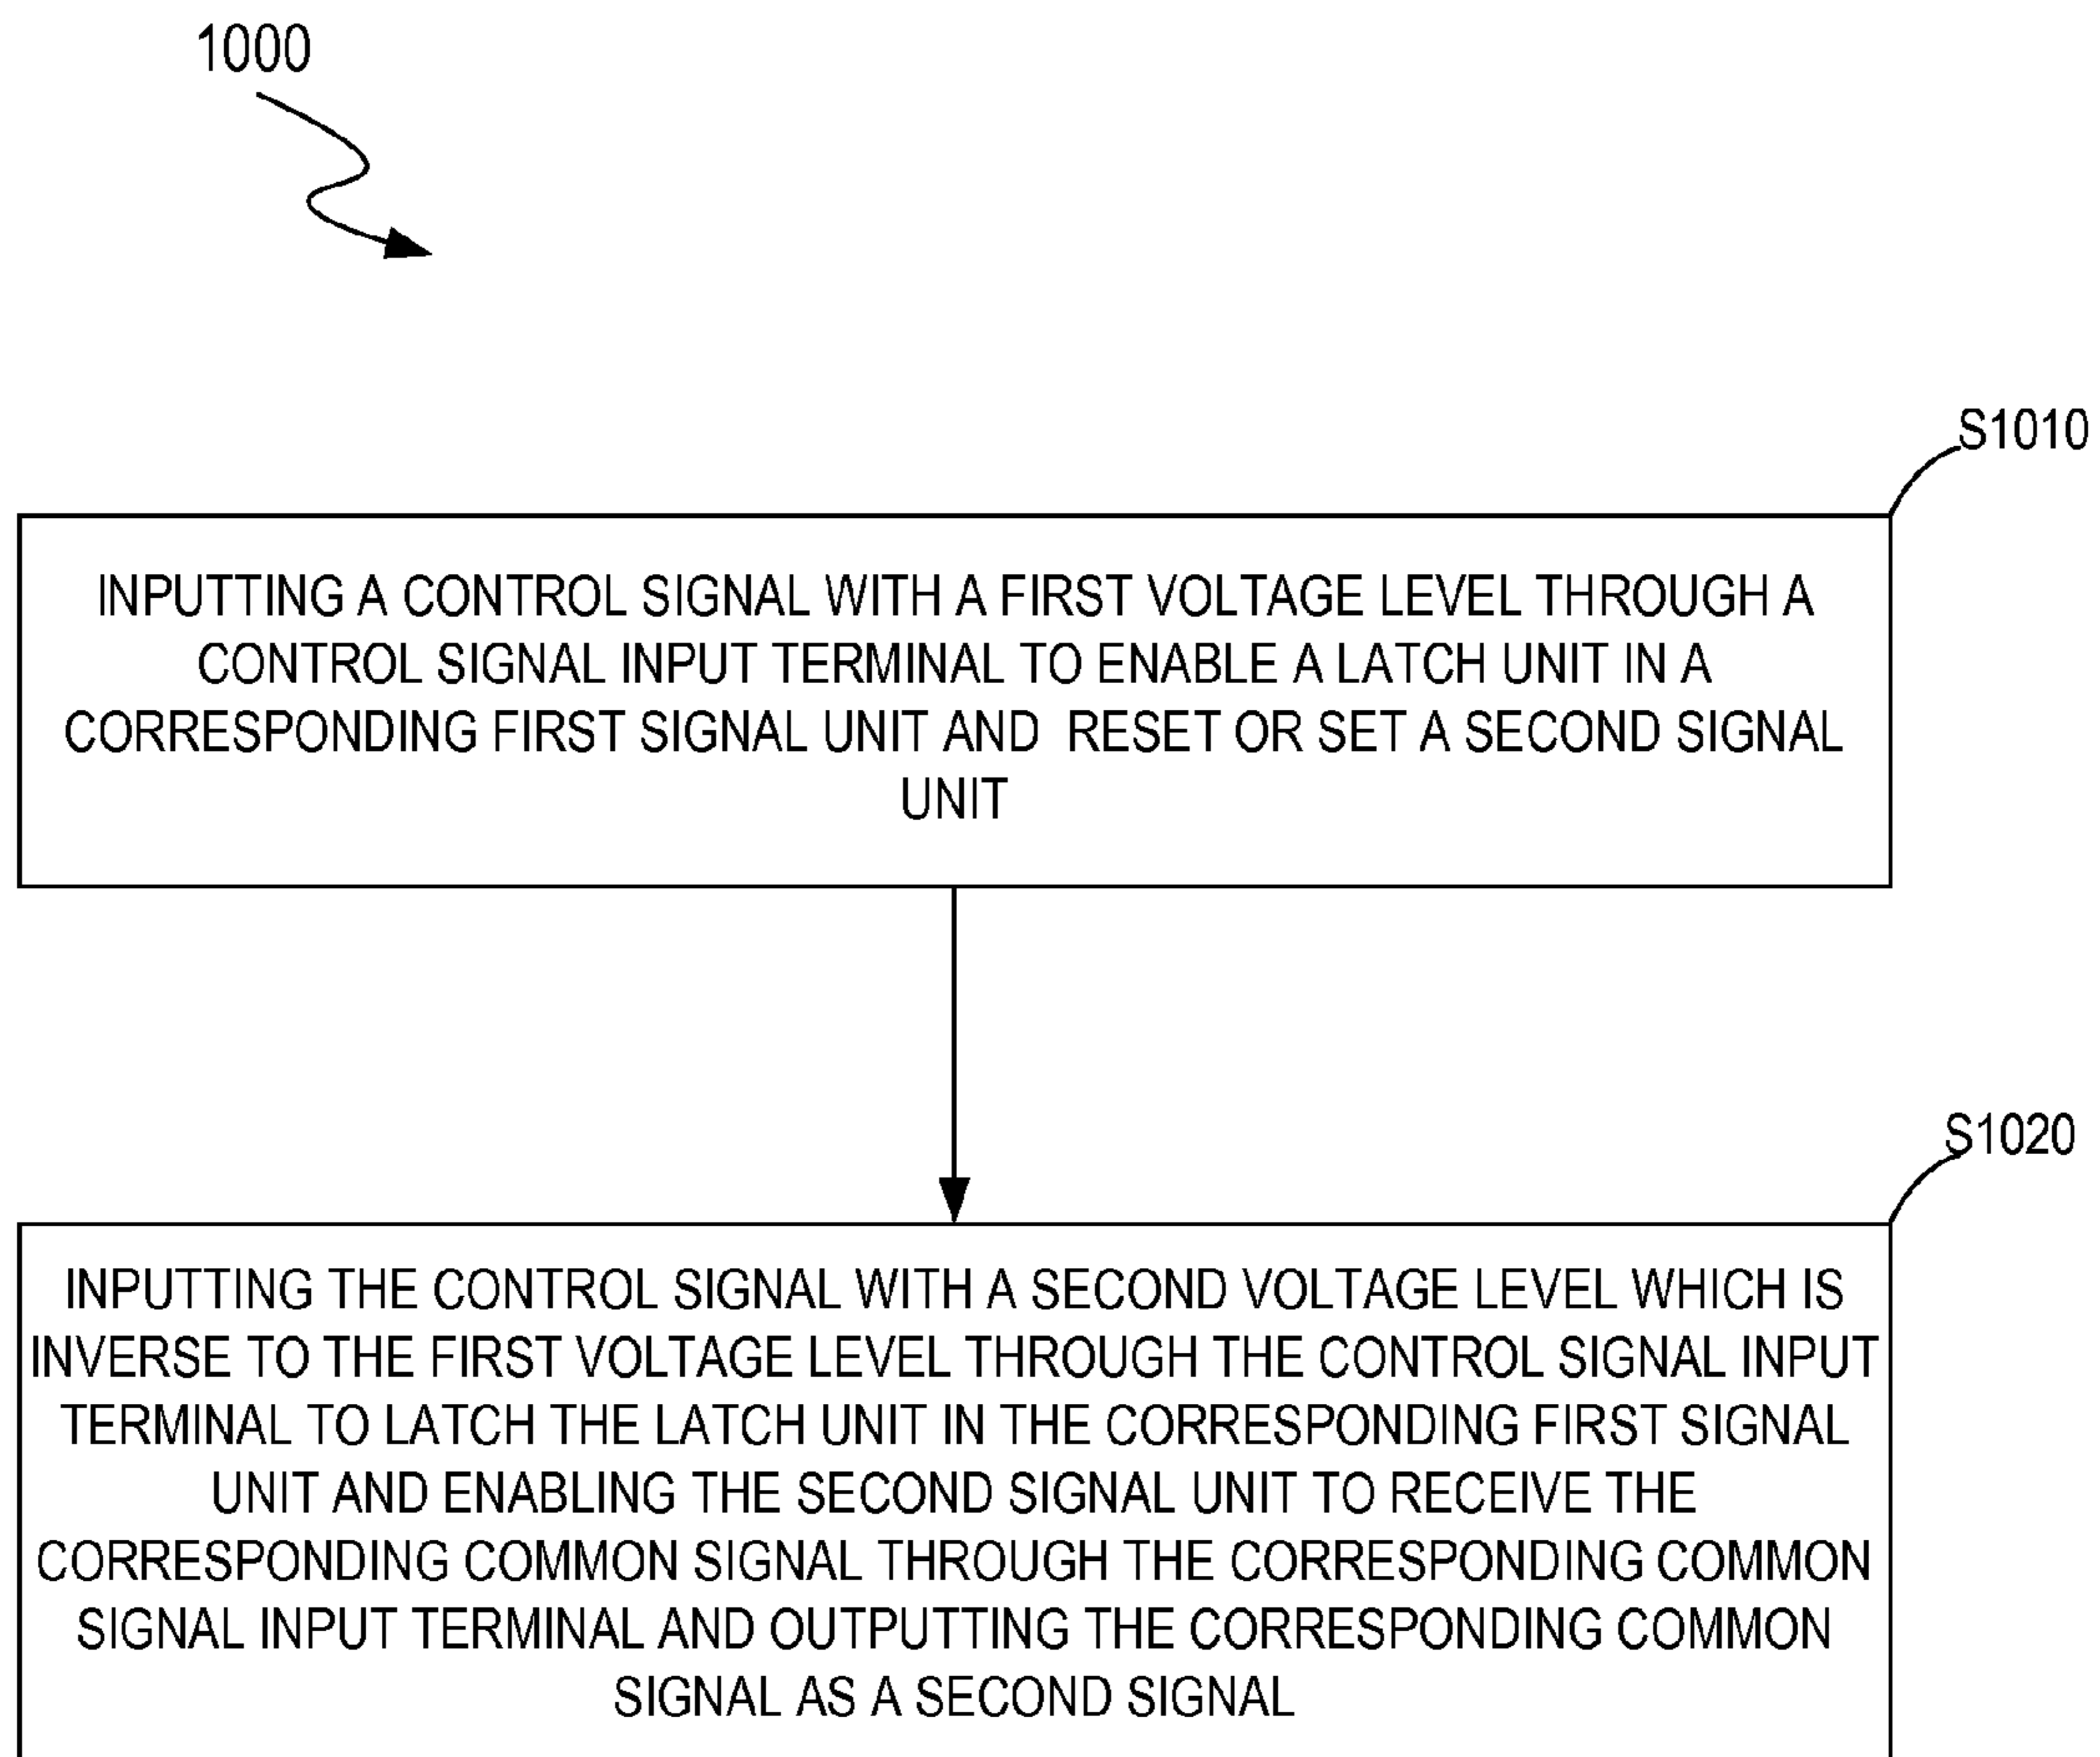 1000
S1010
INPUTTING A CONTROL SIGNAL WITH A FIRST VOLTAGE LEVEL THROUGH A
CONTROL SIGNAL INPUT TERMINAL TO ENABLE A LATCH UNIT IN A
CORRESPONDING FIRST SIGNAL UNIT AND RESET OR SET A SECOND SIGNAL
UNIT
S1020
INPUTTING THE CONTROL SIGNAL WITH A SECOND VOLTAGE LEVEL WHICH IS
INVERSE TO THE FIRST VOLTAGE LEVEL THROUGH THE CONTROL SIGNAL INPUT
TERMINAL TO LATCH THE LATCH UNIT IN THE CORRESPONDING FIRST SIGNAL
UNIT AND ENABLING THE SECOND SIGNAL UNIT TO RECEIVE THE
CORRESPONDING COMMON SIGNAL THROUGH THE CORRESPONDING COMMON
SIGNAL INPUT TERMINAL AND OUTPUTTING THE CORRESPONDING COMMON
SIGNAL AS A SECOND SIGNAL